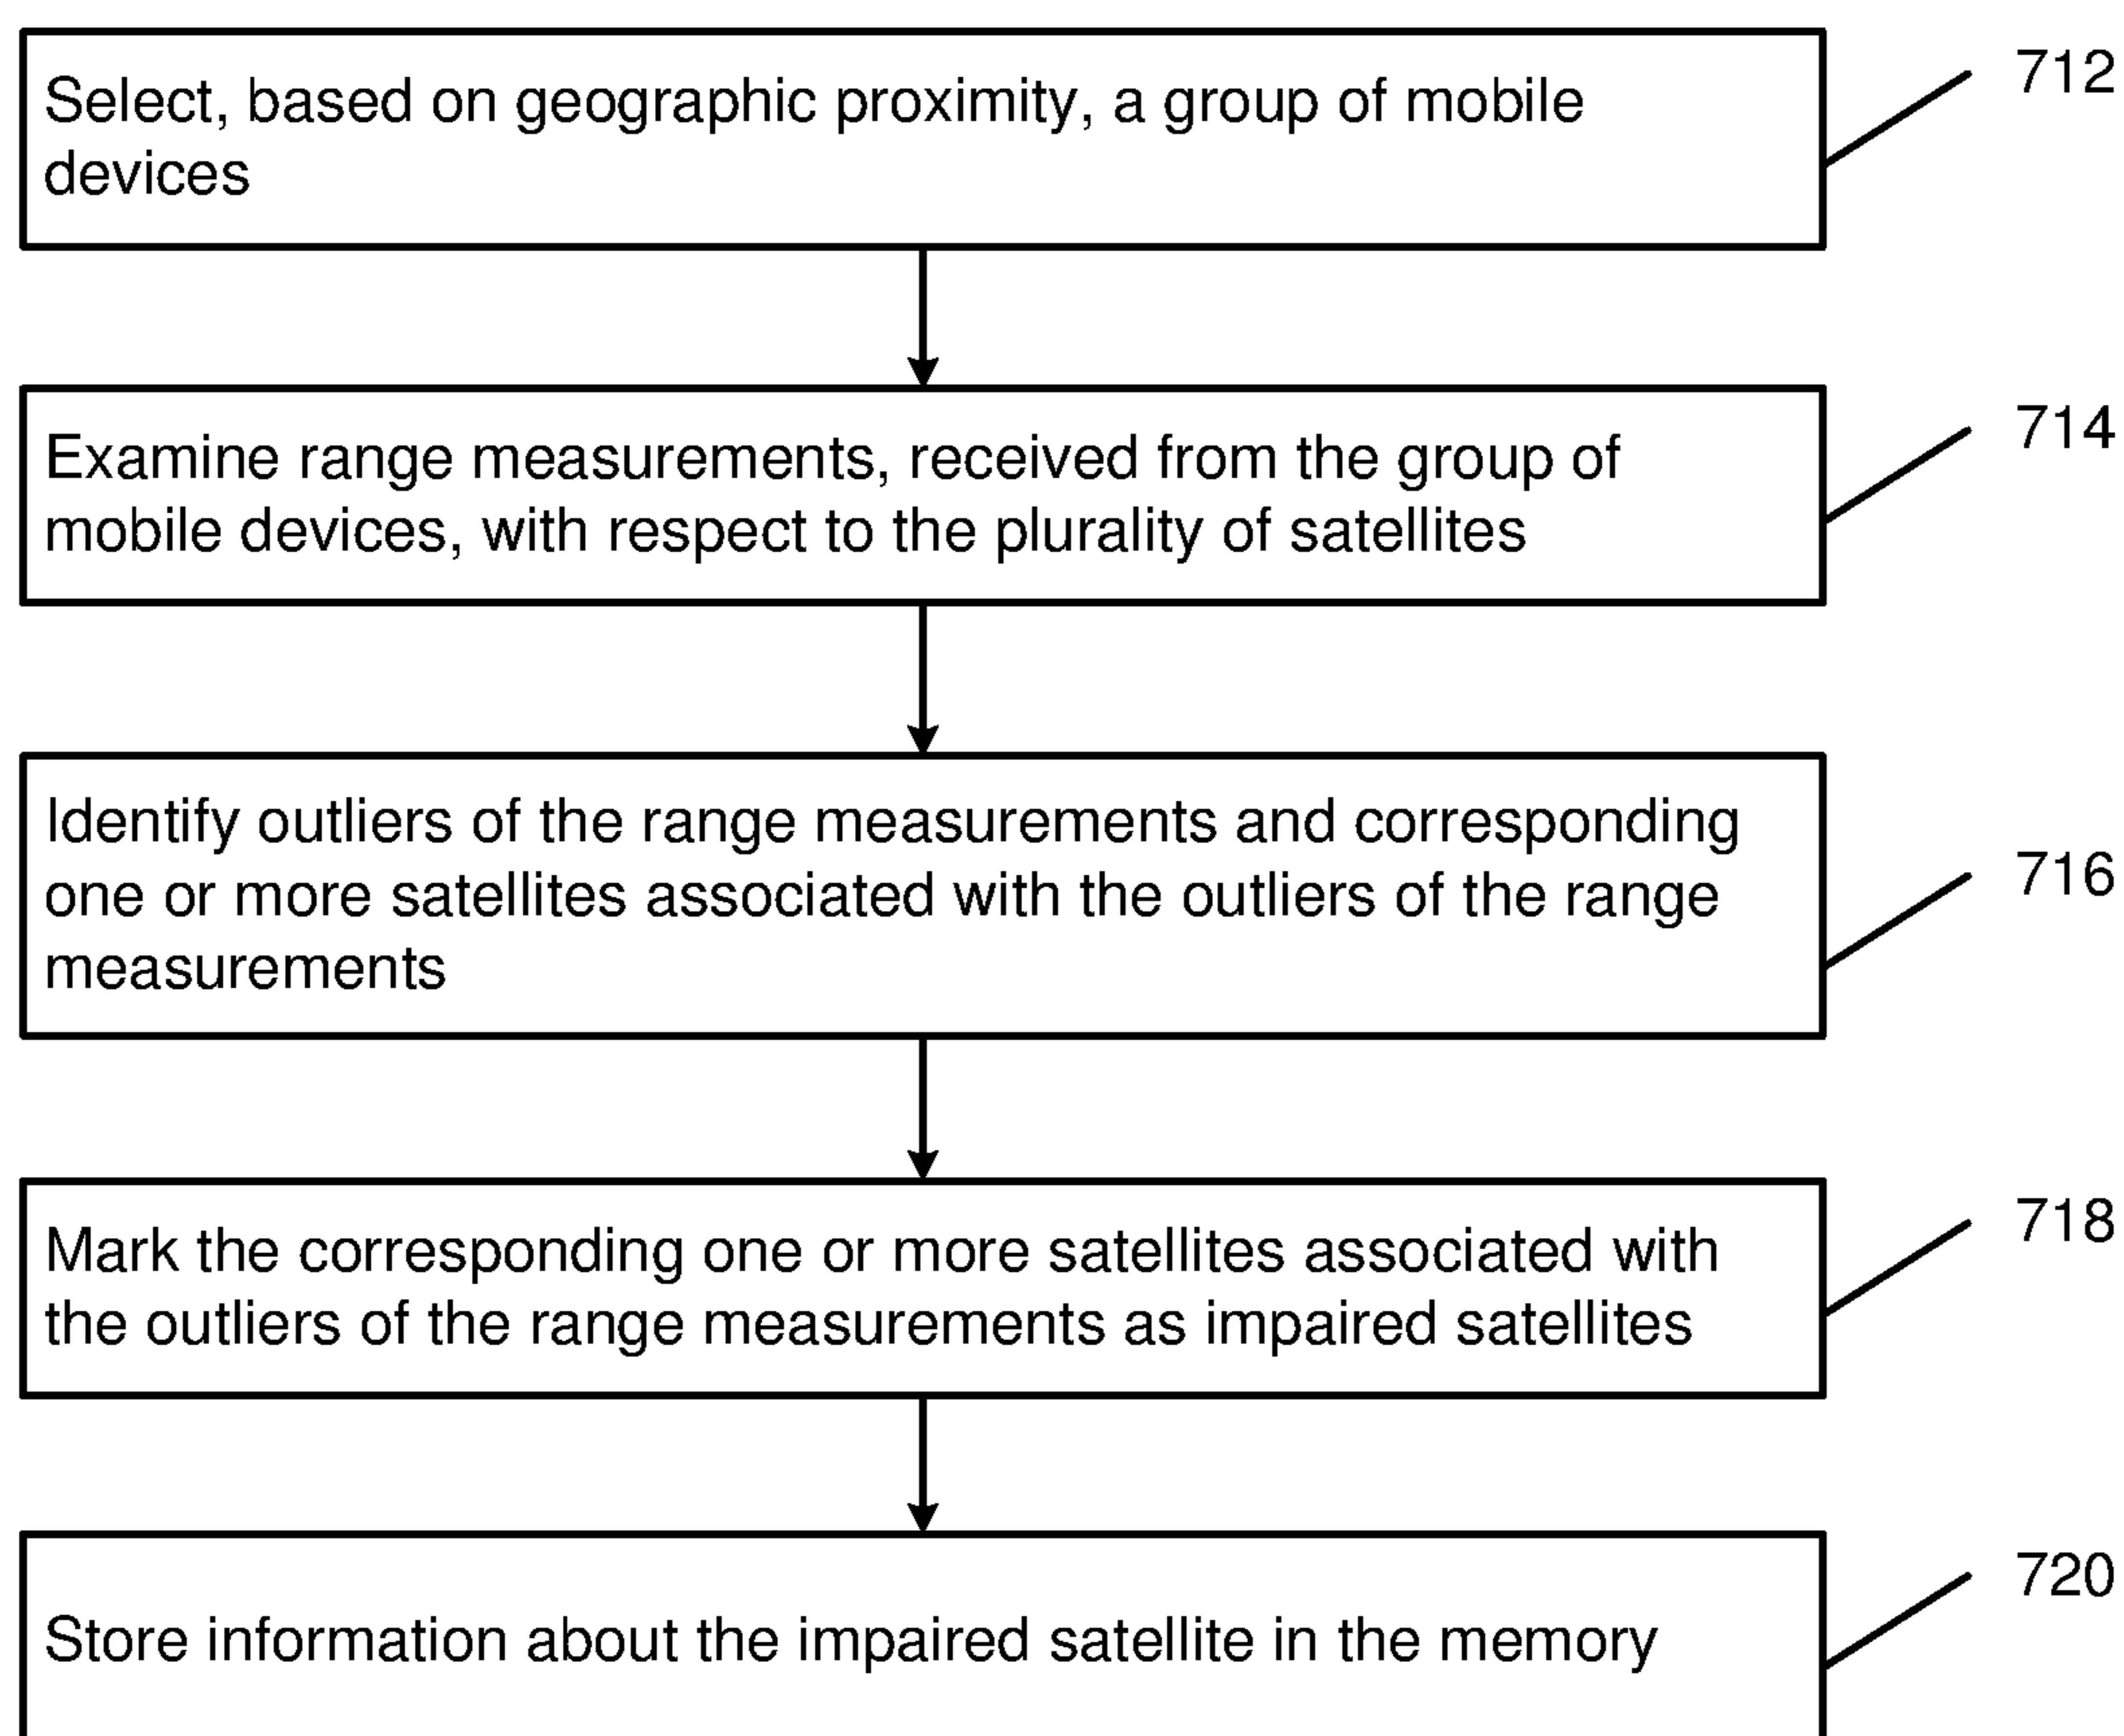 Select, based on geographic proximity, a group of mobile
devices
712
Examine range measurements, received from the group of
mobile devices, with respect to the plurality of satellites
714
Identify outliers of the range measurements and corresponding
one or more satellites associated with the outliers of the range
measurements
716
Mark the corresponding one or more satellites associated with
the outliers of the range measurements as impaired satellites
718
Store information about the impaired satellite in the memory
720